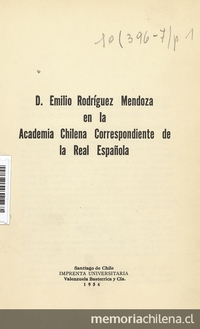 10(396-7)p1
D. Emilio Rodríguez Mendoza
en la
Academia Chilena Correspondiente de
la Real Española
Santiago de Chile
IMPRENTA UNIVERSITARIA
Valenzuela Basterrica y Cía.
1954
memoriachilena.cl